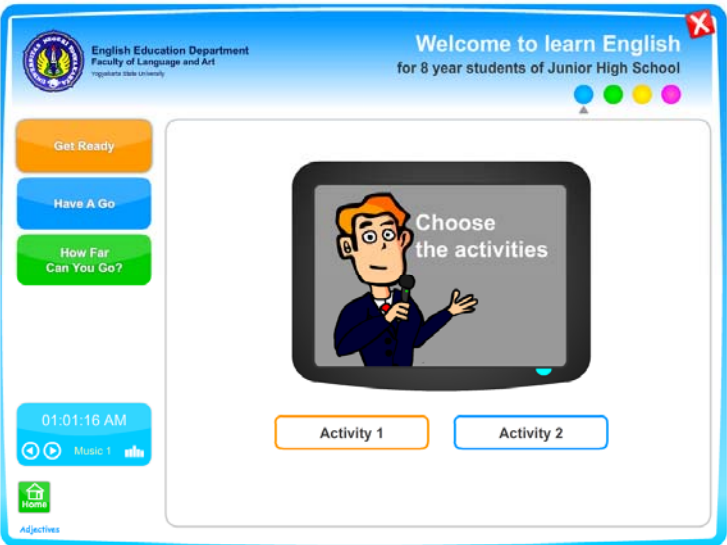 English Education Department
Faculty of Language and Art
Yogyakarta State University
Welcome to learn English
for 8 year students of Junior High School
X
Get Ready
Have A Go
How Far
Can You Go?
Choose
the activities
01:01:16 AM
Music 1
Activity 1
Activity 2
Home
Adjectives